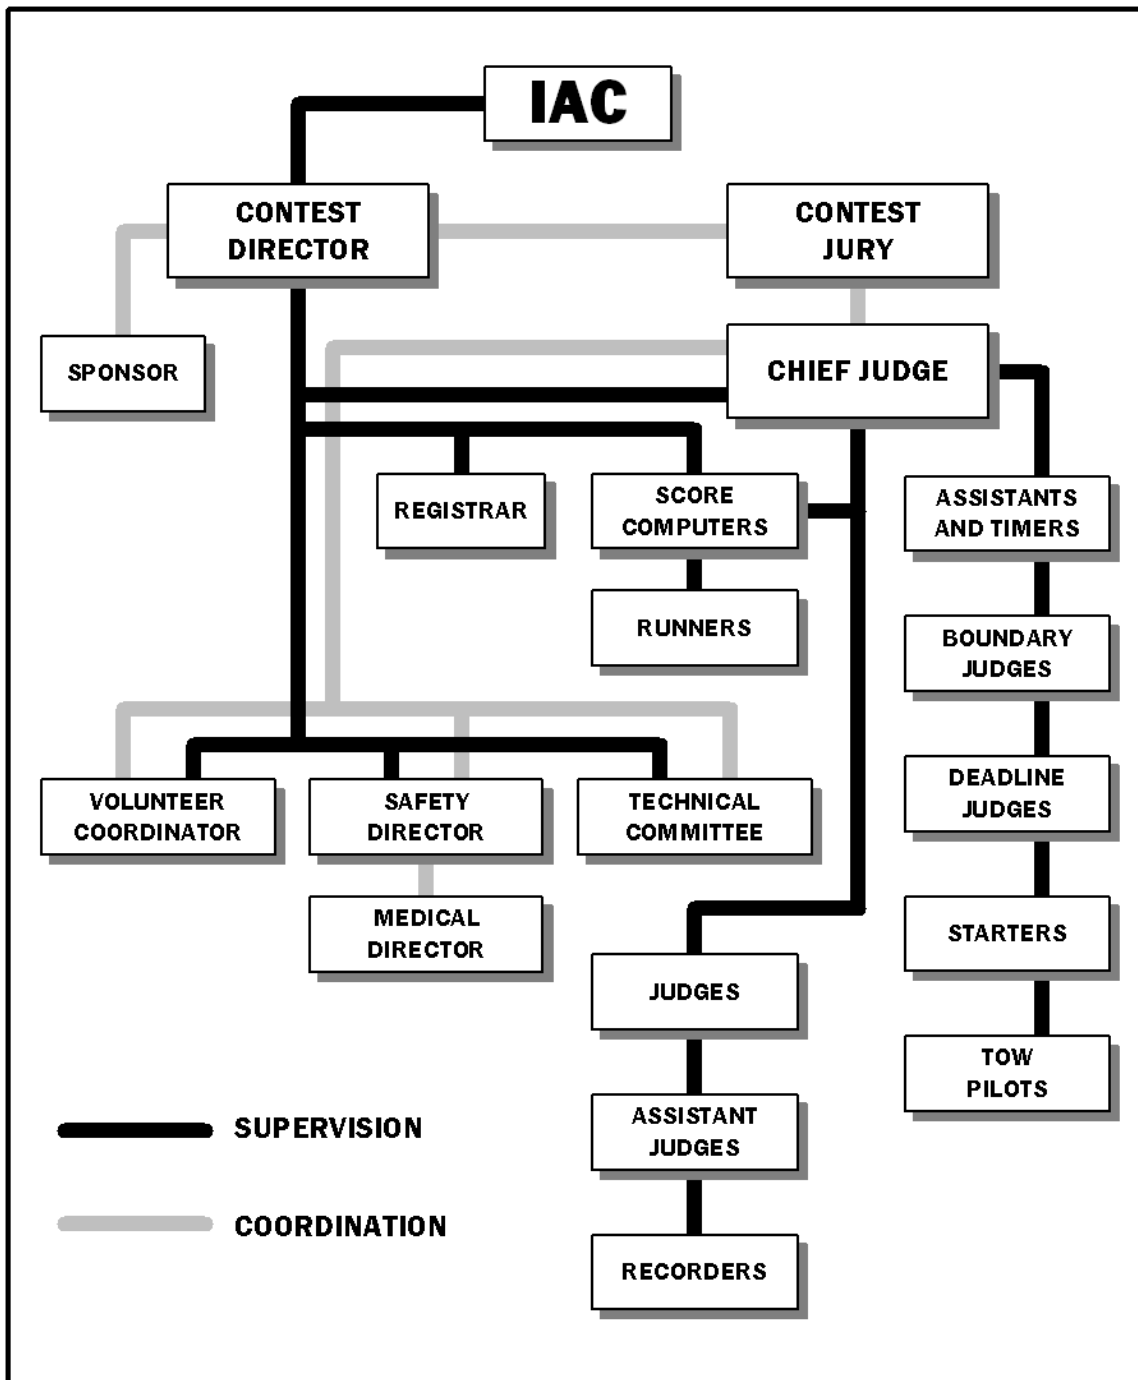 IAC
CONTEST
DIRECTOR
CONTEST
JURY
SPONSOR
CHIEF JUDGE
REGISTRAR
SCORE
COMPUTERS
ASSISTANTS
AND TIMERS
RUNNERS
BOUNDARY
JUDGES
VOLUNTEER
COORDINATOR
SAFETY
DIRECTOR
TECHNICAL
COMMITTEE
DEADLINE
JUDGES
MEDICAL
DIRECTOR
STARTERS
JUDGES
TOW
PILOTS
ASSISTANT
JUDGES
SUPERVISION
COORDINATION
RECORDERS